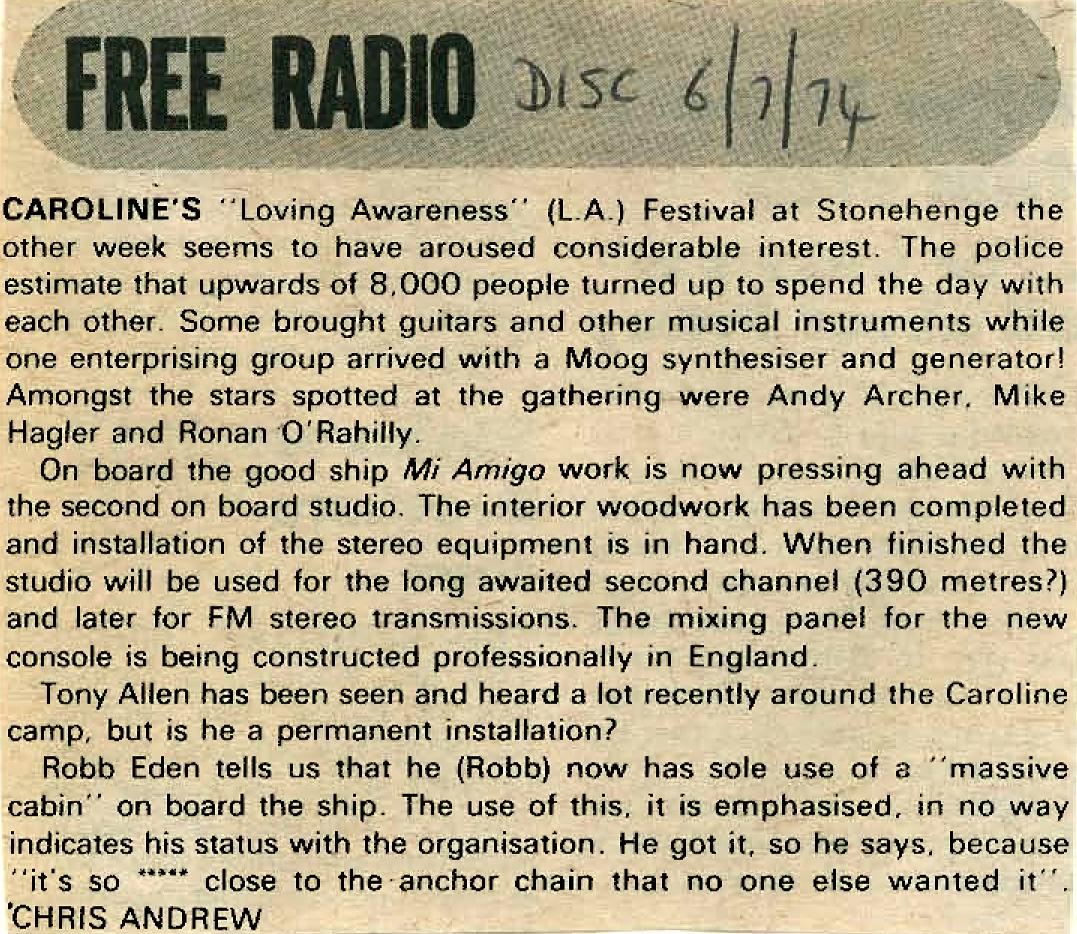 FREE RADIO DISC 6/7/74
CAROLINE'S "Loving Awareness" (L.A.) Festival at Stonehenge the
other week seems to have aroused considerable interest. The police
estimate that upwards of 8,000 people turned up to spend the day with
each other. Some brought guitars and other musical instruments while
one enterprising group arrived with a Moog synthesiser and generator!
Amongst the stars spotted at the gathering were Andy Archer, Mike
Hagler and Ronan O'Rahilly.
On board the good ship Mi Amigo work is now pressing ahead with
the second on board studio. The interior woodwork has been completed
and installation of the stereo equipment is in hand. When finished the
studio will be used for the long awaited second channel (390 metres?)
and later for FM stereo transmissions. The mixing panel for the new
console is being constructed professionally in England.
Tony Allen has been seen and heard a lot recently around the Caroline
camp, but is he a permanent installation?
Robb Eden tells us that he (Robb) now has sole use of a "massive
cabin" on board the ship. The use of this, it is emphasised, in no way
indicates his status with the organisation. He got it, so he says, because
"it's so ***** close to the anchor chain that no one else wanted it".
CHRIS ANDREW